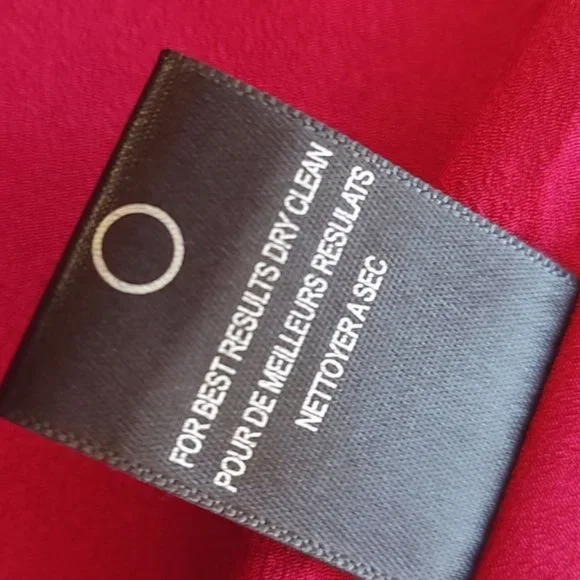 FOR BEST RESULTS DRY CLEAN
POUR DE MEILLEURS RESULATS
NETTOYER A SEC